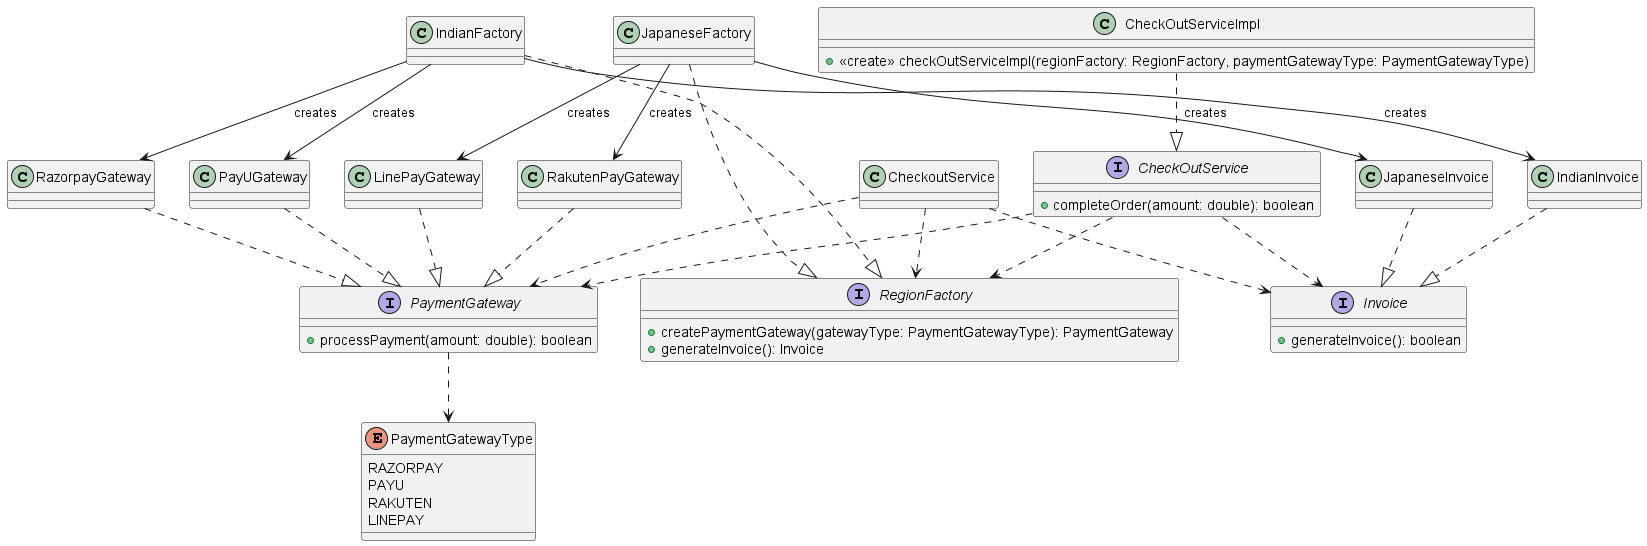 C IndianFactory
C JapaneseFactory
C CheckOutServiceImpl
«create» checkOutServiceImpl(regionFactory: RegionFactory, paymentGatewayType: PaymentGatewayType)
creates
creates
creates
creates
creates
creates
C RazorpayGateway
C PayUGateway
C LinePayGateway
C RakutenPayGateway
C CheckoutService
I CheckOutService
completeOrder(amount: double): boolean
C JapaneseInvoice
C IndianInvoice
I PaymentGateway
processPayment(amount: double): boolean
I RegionFactory
createPaymentGateway(gatewayType: PaymentGatewayType): PaymentGateway
generateInvoice(): Invoice
I Invoice
generateInvoice(): boolean
E PaymentGatewayType
RAZORPAY
PAYU
RAKUTEN
LINEPAY